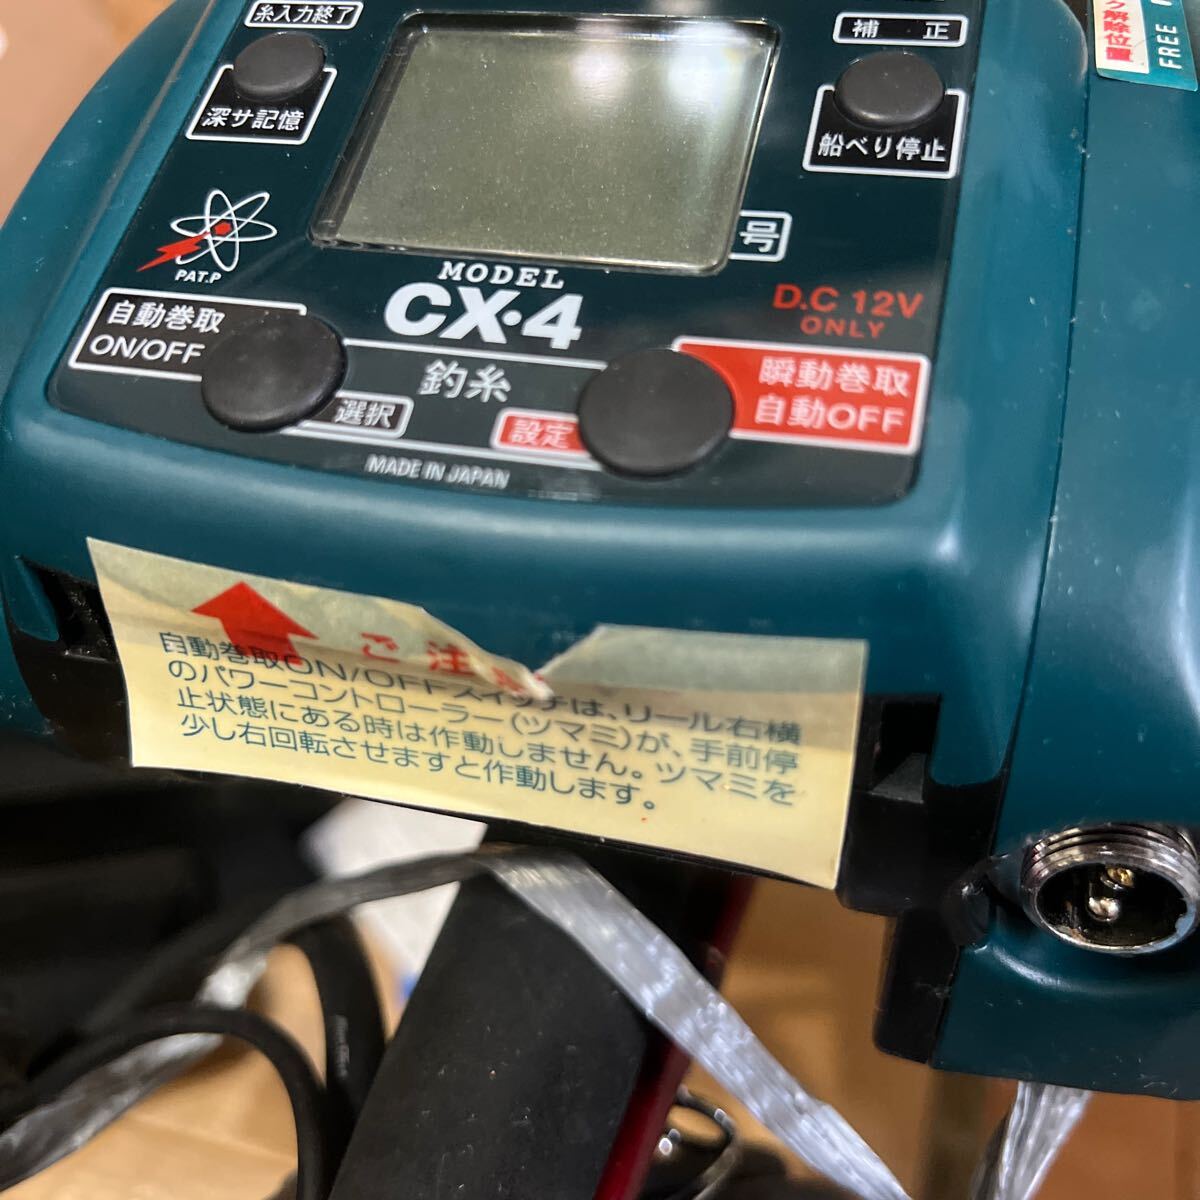 糸入力終了
深サ記憶
補正
船べり停止
ク解除位置
FREE
号
PAT.P
MODEL
CX・4
D.C 12V
ONLY
自動巻取
ON/OFF
選択
釣糸
設定
瞬動巻取
自動OFF
MADE IN JAPAN
ご注
自動巻取ON/OFFスイッチは、リール右横
のパワーコントローラー(ツマミ)が、手前停
止状態にある時は作動しません。ツマミを
少し右回転させますと作動します。